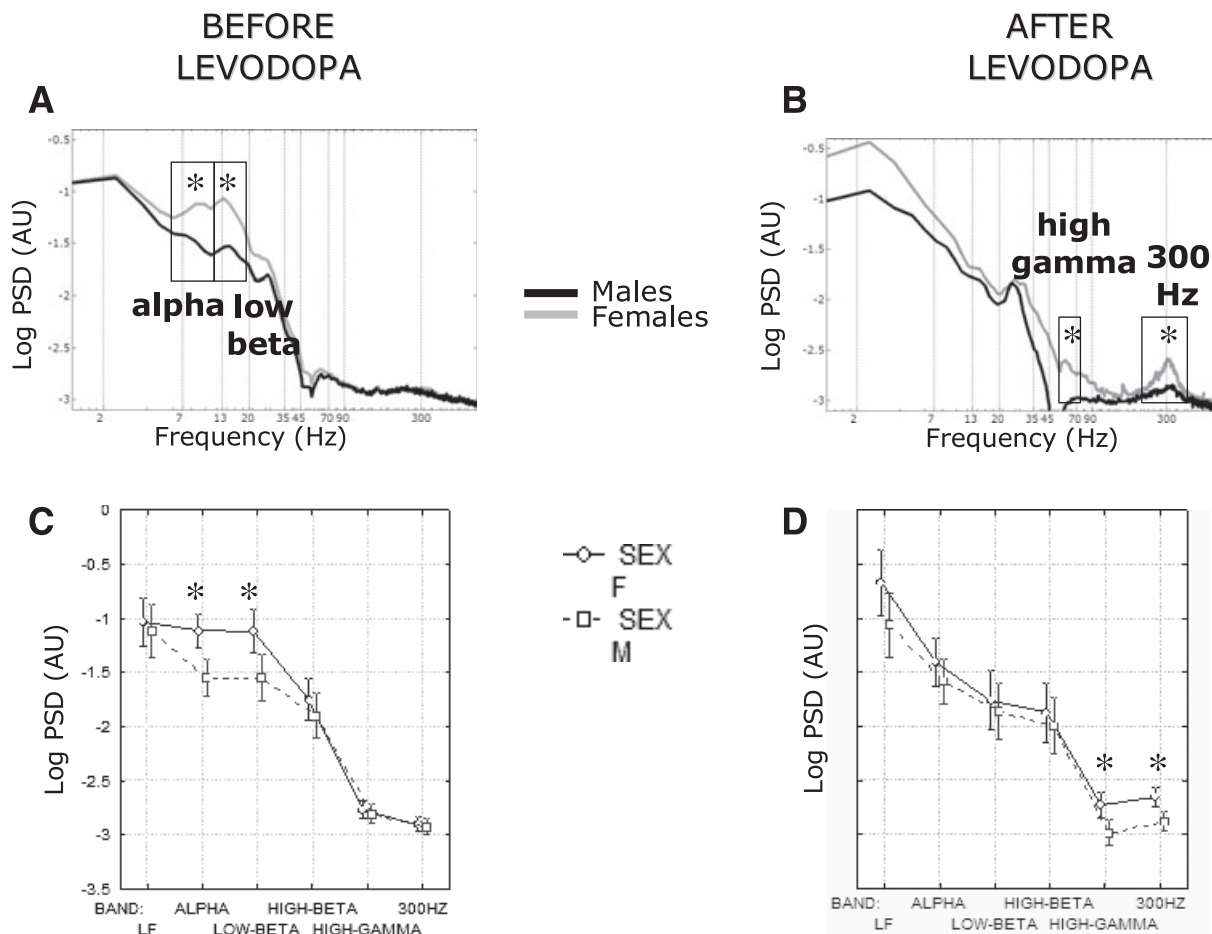 BEFORE
LEVODOPA
AFTER
LEVODOPA
A
Log PSD (AU)
-0.5
-1
-1.5
-2
-2.5
-3
* *
alpha low
beta
2 7 13 20 35 45 70 90 300
Frequency (Hz)
Males
Females
B
Log PSD (AU)
-0.5
-1
-1.5
-2
-2.5
-3
high
gamma
300
Hz
* *
2 7 13 20 35 45 70 90 300
Frequency (Hz)
C
Log PSD (AU)
0
-0.5
-1
-1.5
-2
-2.5
-3
-3.5
* *
BAND: ALPHA HIGH-BETA 300HZ
LF LOW-BETA HIGH-GAMMA
SEX
F
SEX
M
D
Log PSD (AU)
* *
BAND: ALPHA HIGH-BETA 300HZ
LF LOW-BETA HIGH-GAMMA